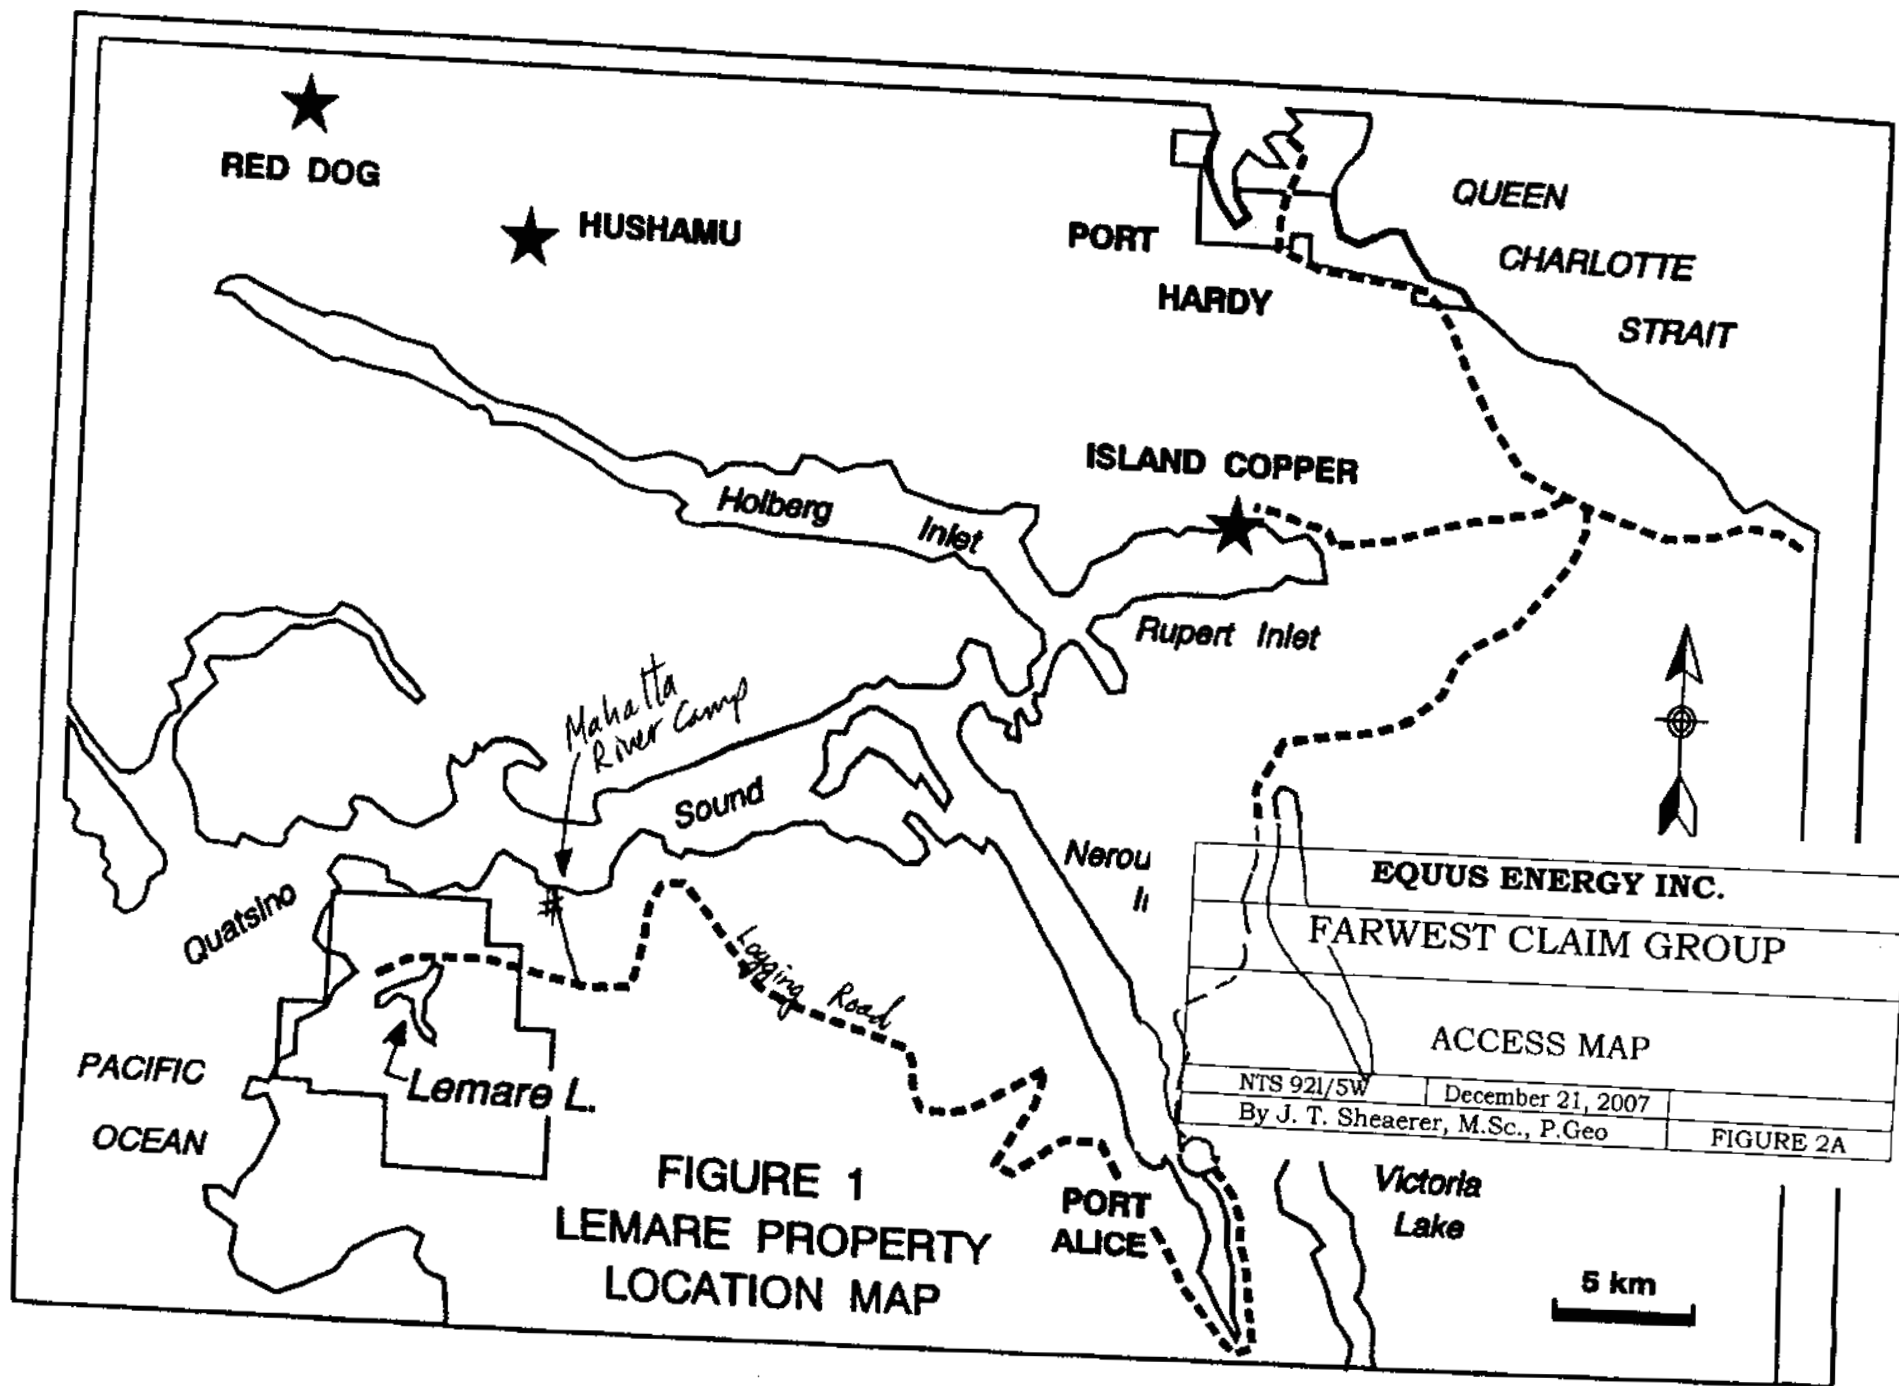 RED DOG
HUSHAMU
PORT
HARDY
QUEEN
CHARLOTTE
STRAIT
ISLAND COPPER
Holberg
Inlet
Rupert Inlet
Mahatta
River Camp
Sound
Quatsino
Nerou
Logging Road
Lemare L.
PACIFIC
OCEAN
EQUUS ENERGY INC.
FARWEST CLAIM GROUP
ACCESS MAP
NTS 92l/5W December 21, 2007
By J. T. Sheaerer, M.Sc., P.Geo FIGURE 2A
FIGURE 1
LEMARE PROPERTY
LOCATION MAP
PORT
ALICE
Victoria
Lake
5 km